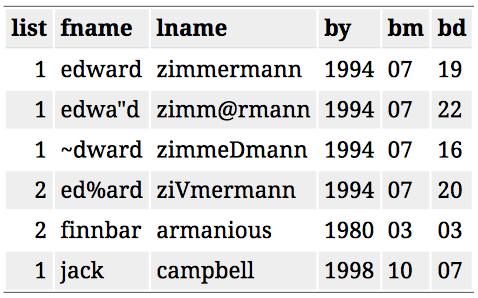 list fname lname by bm bd
1 edward zimmermann 1994 07 19
1 edwa"d zimm@rmann 1994 07 22
1 ~dward zimmeDmann 1994 07 16
2 ed%ard ziVmermann 1994 07 20
2 finnbar armanious 1980 03 03
1 jack campbell 1998 10 07